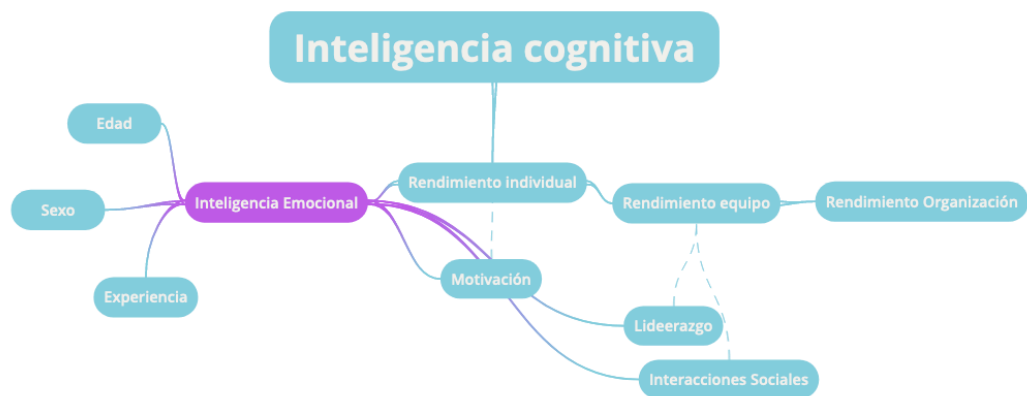 Inteligencia cognitiva
Edad
Rendimiento individual
Inteligencia Emocional
Sexo
Rendimiento equipo
Rendimiento Organización
Motivación
Experiencia
Lideerazgo
Interacciones Sociales